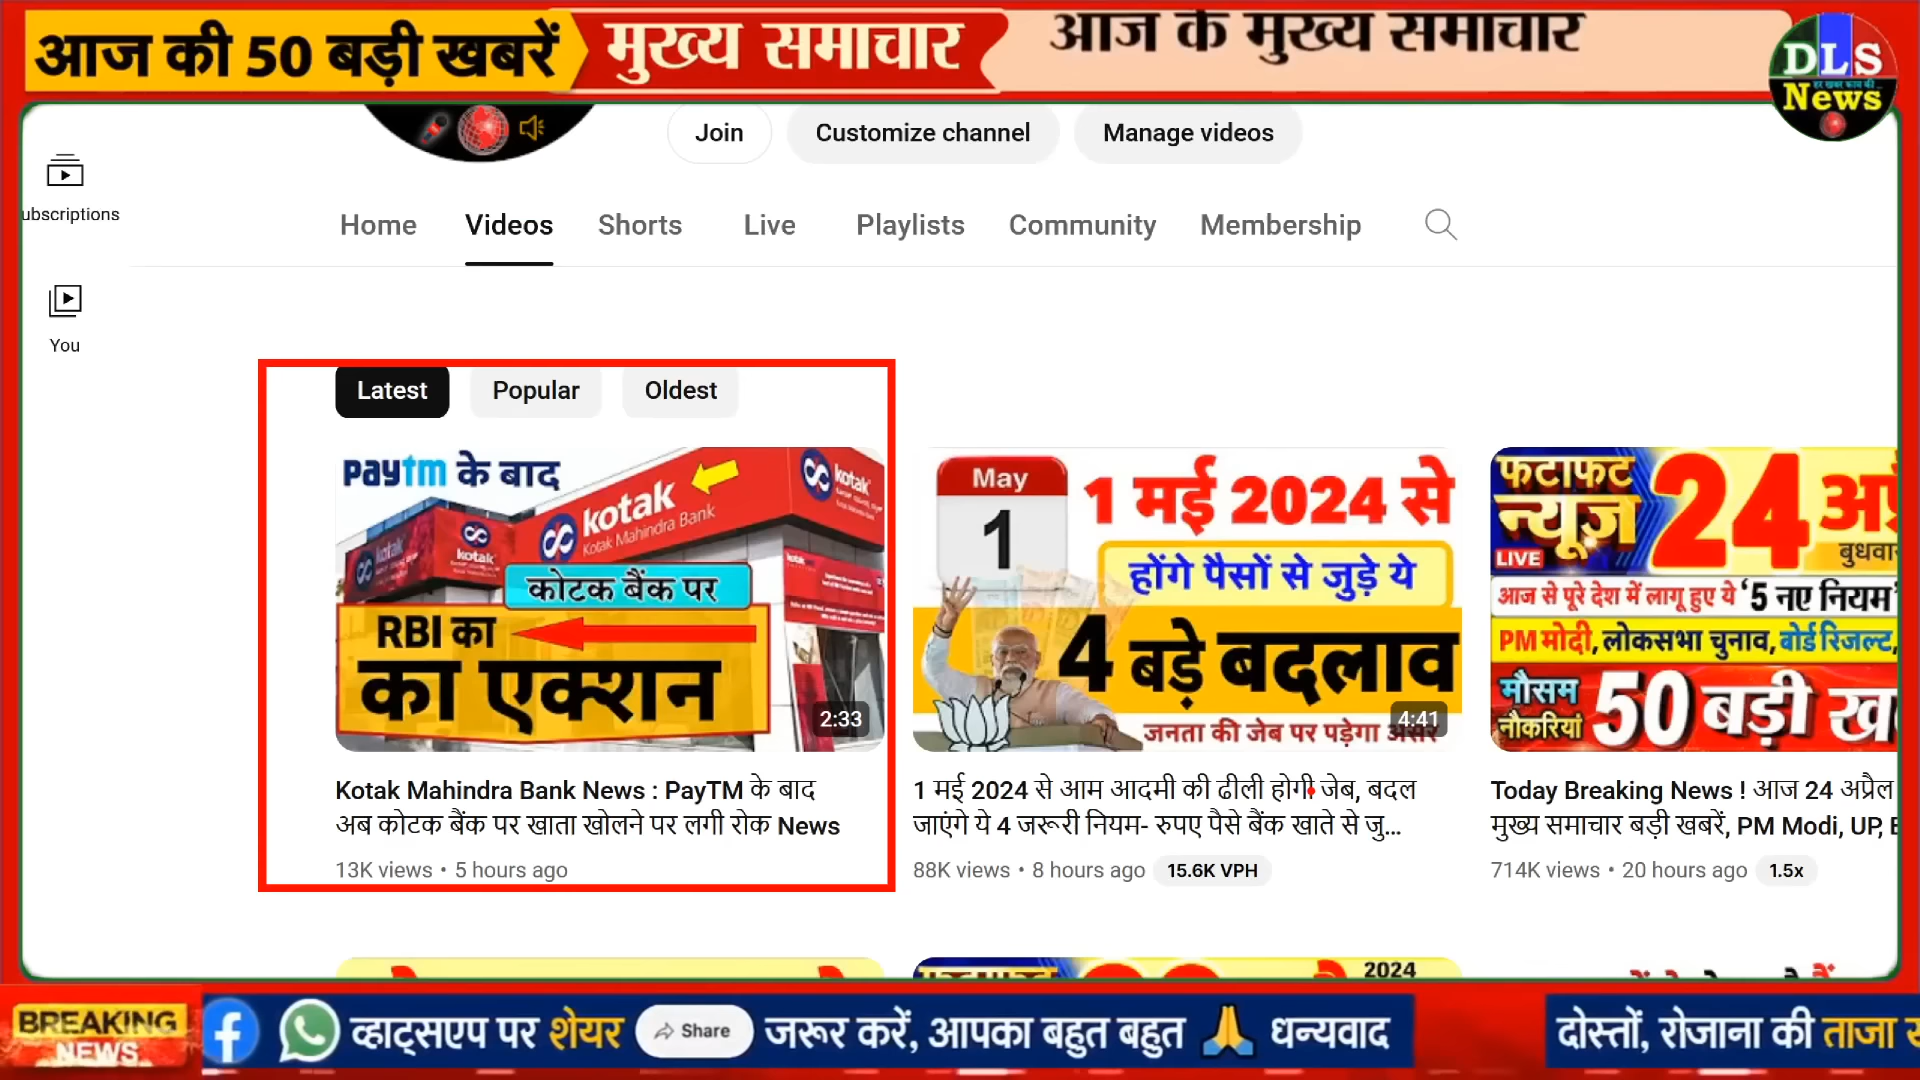 आज की 50 बड़ी खबरें
मुख्य समाचार
आज के मुख्य समाचार
DLS
News
Join
Customize channel
Manage videos
ubscriptions
You
Home
Videos
Shorts
Live
Playlists
Community
Membership
Latest
Popular
Oldest
Paytm के बाद
kotak
Kotak Mahindra Bank
kotak
kotak
कोटक बैंक पर
RBI का
का एक्शन
2:33
May
1
1 मई 2024 से
होंगे पैसों से जुड़े ये
4 बड़े बदलाव
जनता की जेब पर पड़ेगा असर
4:41
फटाफट
न्यूज़
LIVE
24
बुधवा
आज से पूरे देश में लागू हुए ये '5 नए नियम'
PM मोदी, लोकसभा चुनाव, बोर्ड रिजल्ट,
मौसम
नौकरियां
50 बड़ी ख
Kotak Mahindra Bank News : PayTM के बाद
अब कोटक बैंक पर खाता खोलने पर लगी रोक News
13K views • 5 hours ago
1 मई 2024 से आम आदमी की ढीली होगी जेब, बदल
जाएंगे ये 4 जरूरी नियम- रुपए पैसे बैंक खाते से जु...
88K views • 8 hours ago
15.6K VPH
Today Breaking News ! आज 24 अप्रैल
मुख्य समाचार बड़ी खबरें, PM Modi, UP,
714K views • 20 hours ago
1.5x
2024
BREAKING
NEWS
व्हाट्सएप पर शेयर
Share
जरूर करें, आपका बहुत बहुत
धन्यवाद
दोस्तों, रोजाना की ताजा